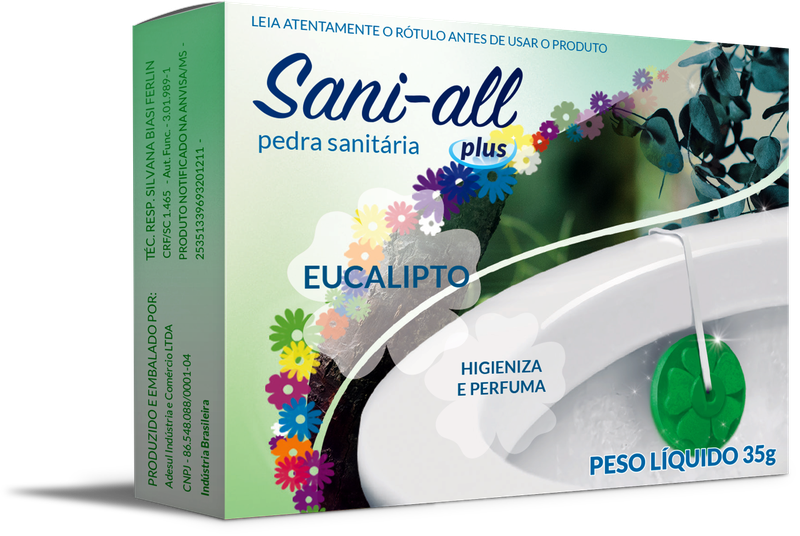 LEIA ATENTAMENTE O RÓTULO ANTES DE USAR O PRODUTO
Sani-all
pedra sanitária
plus
EUCALIPTO
HIGIENIZA
E PERFUMA
PESO LÍQUIDO 35g
TÉC. RESP. SILVANA BIASI FERLIN
CRF/SC 1.465 - Aut. Func. - 3.01.989-1
PRODUTO NOTIFICADO NA ANVISA/MS -
25351339693201211 -
PRODUZIDO E EMBALADO POR:
Adesul Indústria e Comércio LTDA
CNPJ - 86.548.088/0001-04
Indústria Brasileira